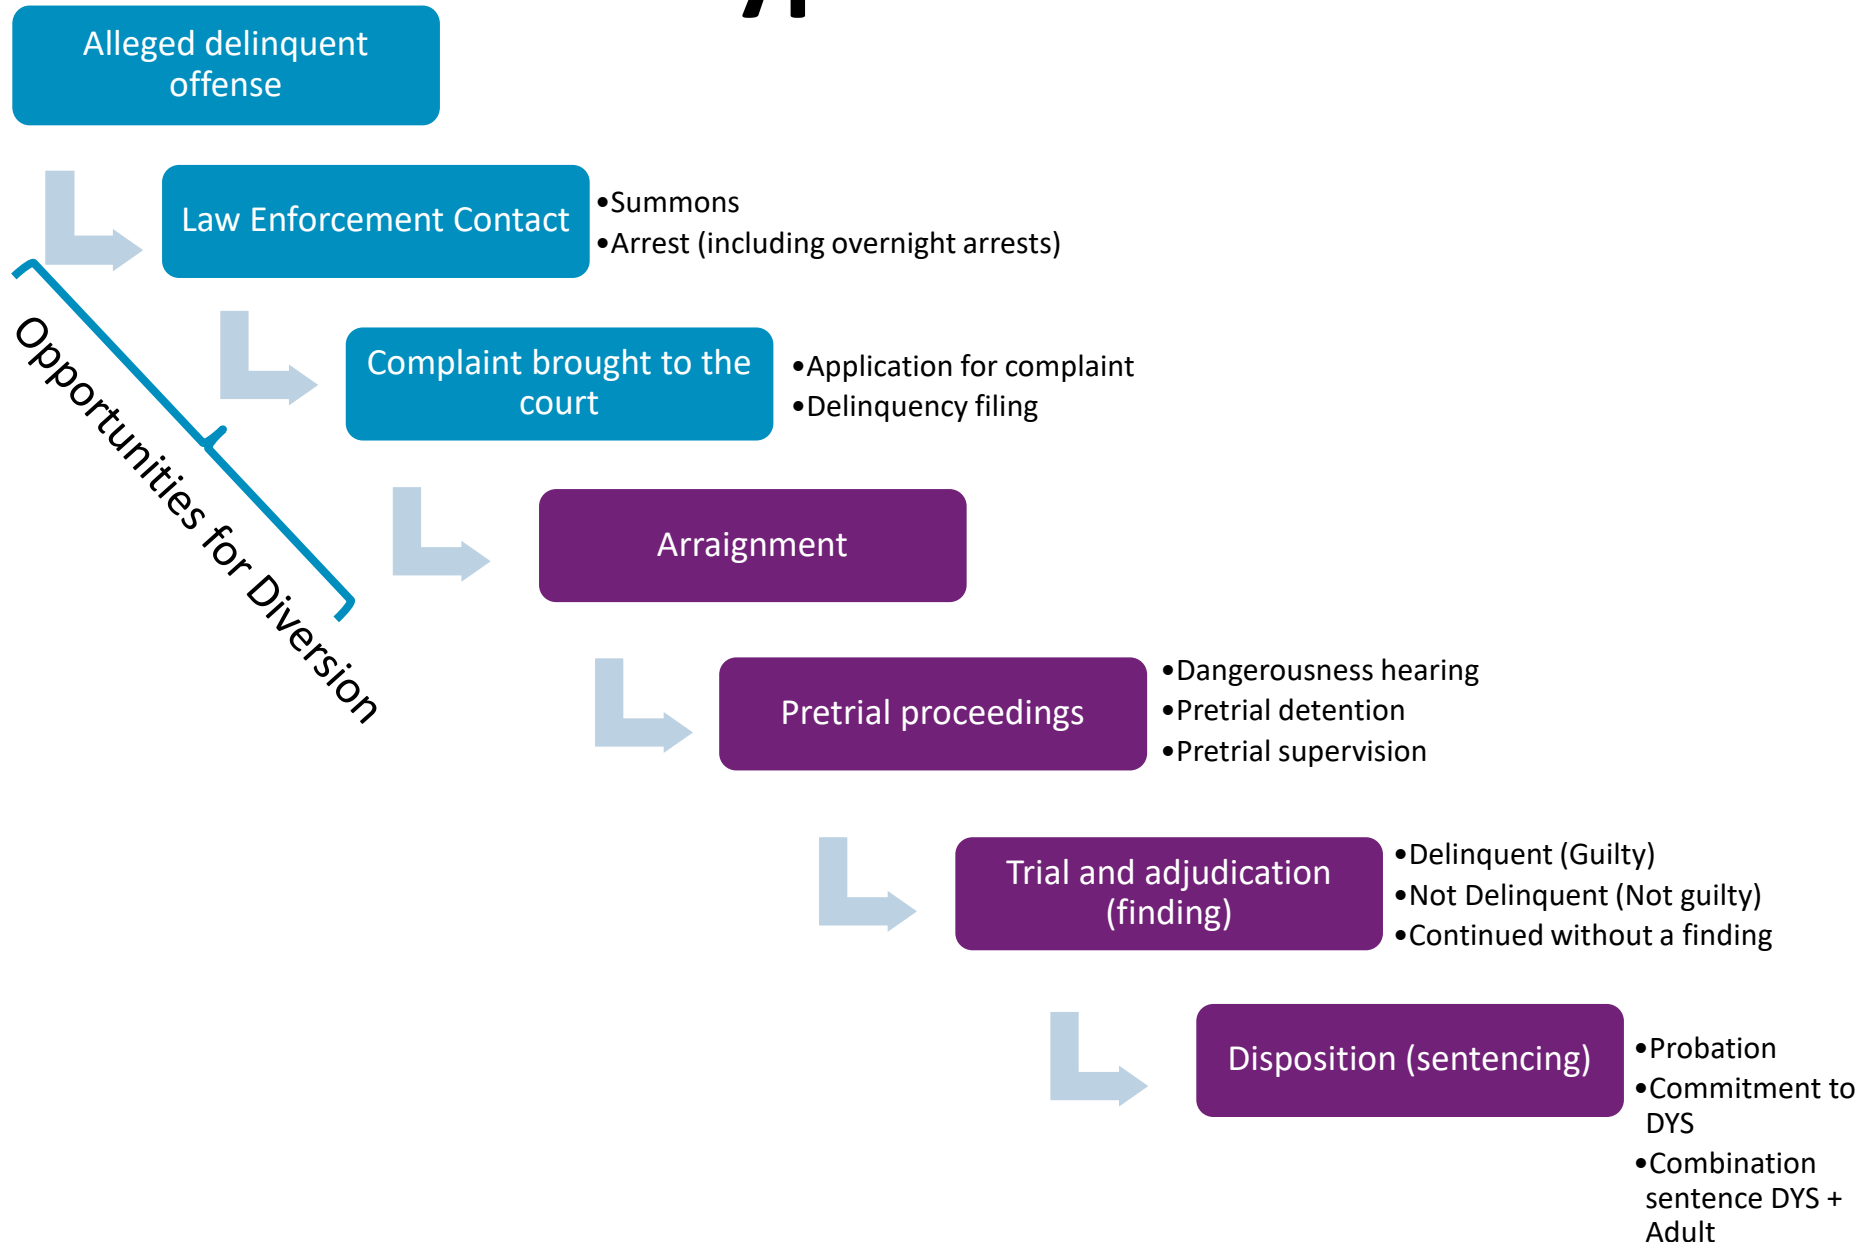 Alleged delinquent
offense
Law Enforcement Contact
•Summons
•Arrest (including overnight arrests)
Opportunities for Diversion
Complaint brought to the
court
•Application for complaint
•Delinquency filing
Arraignment
Pretrial proceedings
•Dangerousness hearing
•Pretrial detention
•Pretrial supervision
Trial and adjudication
(finding)
•Delinquent (Guilty)
•Not Delinquent (Not guilty)
•Continued without a finding
Disposition (sentencing)
•Probation
•Commitment to
DYS
•Combination
sentence DYS +
Adult